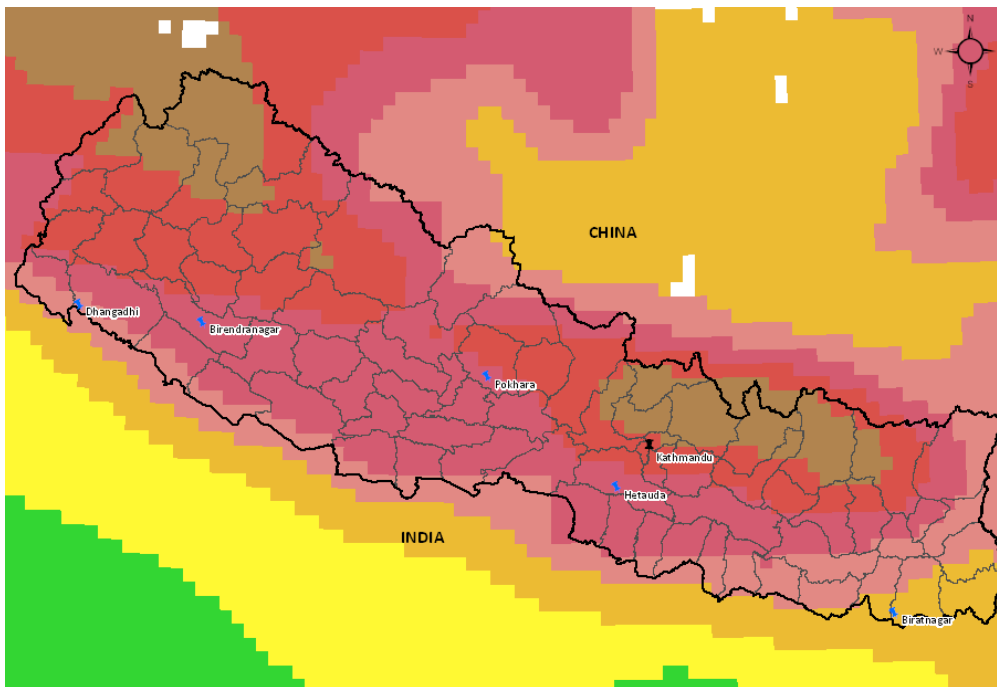 N
W
E
S
CHINA
Dhangadhi
Birendranagar
Pokhara
Kathmandu
Hetauda
INDIA
Biratnagar